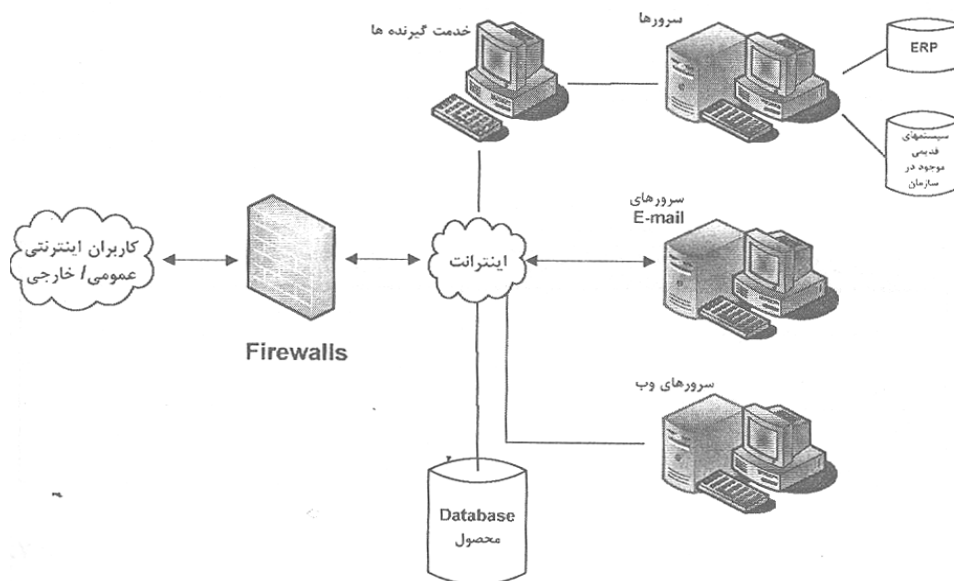 خدمت گیرنده ها
سرورها
ERP
سیستمهای
قدیمی
موجود در
سازمان
سرورهای
E-mail
کاربران اینترنتی
عمومی/ خارجی
اینترانت
Firewalls
سرورهای وب
Database
محصول